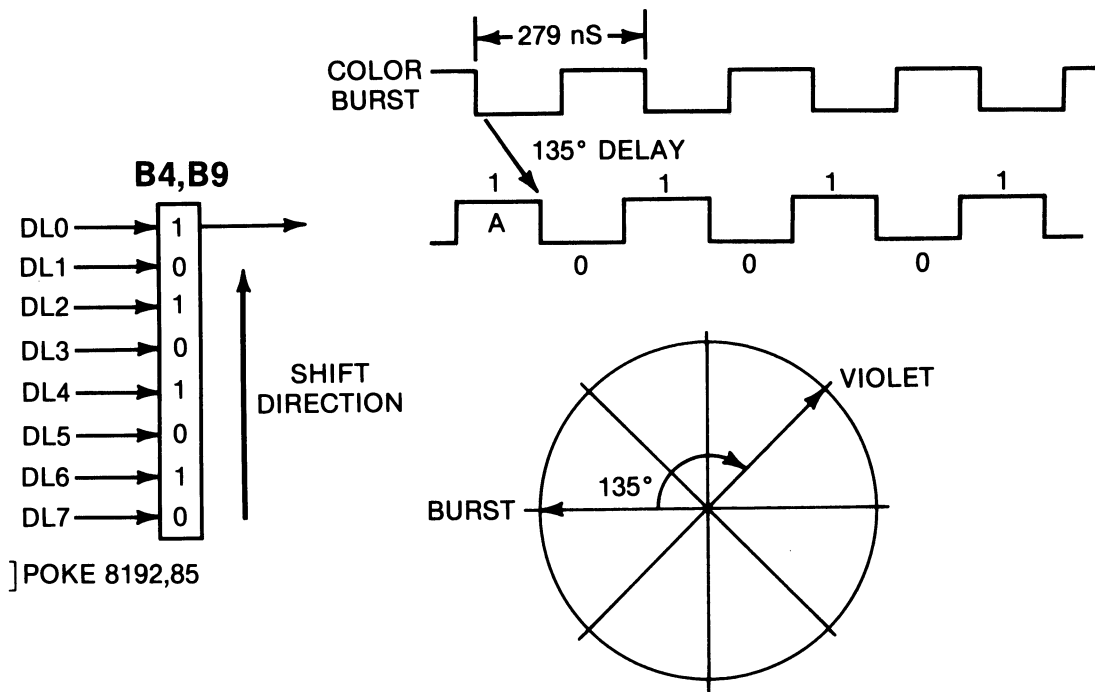 279 nS
COLOR
BURST
135° DELAY
1 1 1 1
A
0 0 0
B4,B9
DL0 1
DL1 0
DL2 1
DL3 0
DL4 1
DL5 0
DL6 1
DL7 0
SHIFT
DIRECTION
]POKE 8192,85
VIOLET
135°
BURST